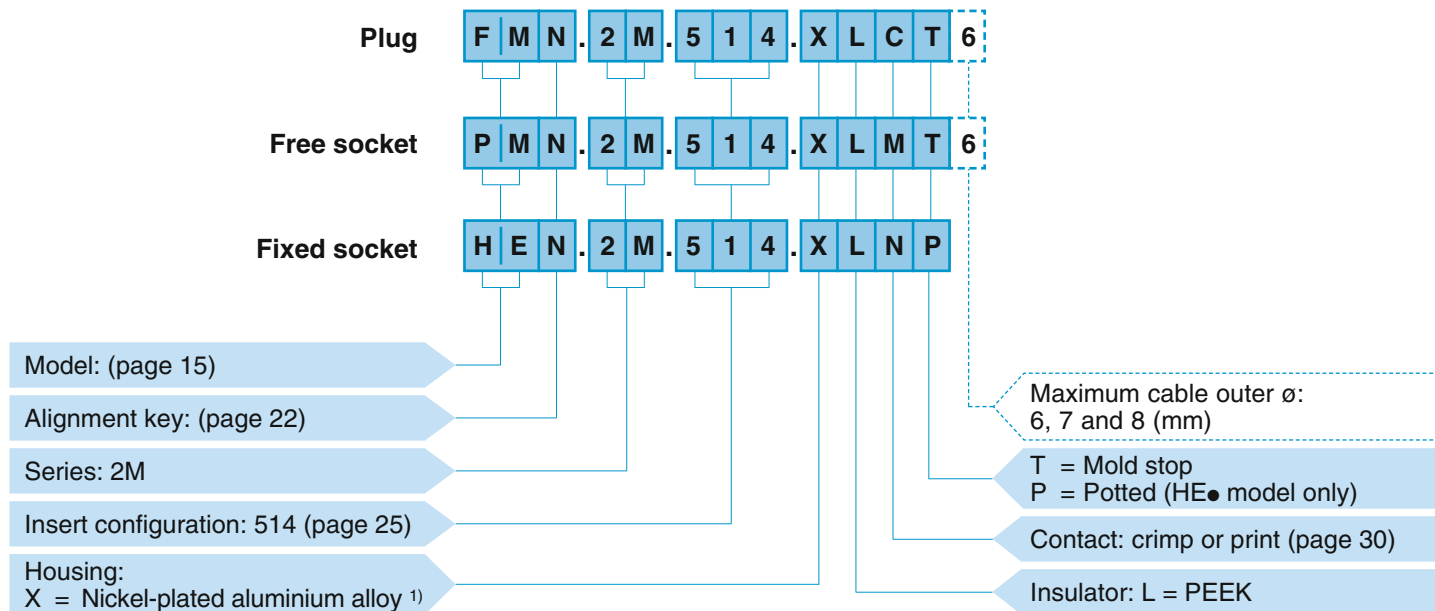 Plug F M N . 2 M . 5 1 4 . X L C T 6
Free socket P M N . 2 M . 5 1 4 . X L M T 6
Fixed socket H E N . 2 M . 5 1 4 . X L N P
Model: (page 15)
Alignment key: (page 22)
Series: 2M
Insert configuration: 514 (page 25)
Housing:
X = Nickel-plated aluminium alloy 1)
Maximum cable outer ø:
6, 7 and 8 (mm)
T = Mold stop
P = Potted (HE● model only)
Contact: crimp or print (page 30)
Insulator: L = PEEK